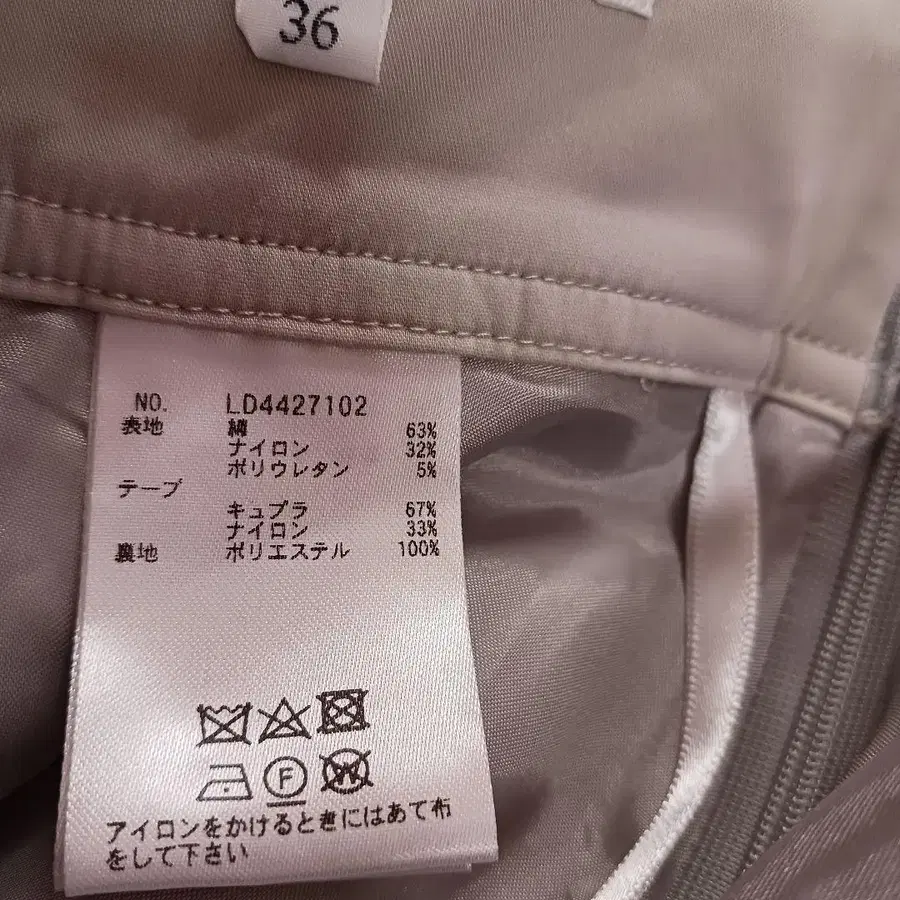 36
NO. LD4427102
表地 綿 63%
ナイロン 32%
ポリウレタン 5%
テープ
キュプラ 67%
ナイロン 33%
裏地 ポリエステル 100%
F
W
アイロンをかけるときにはあて布
をして下さい